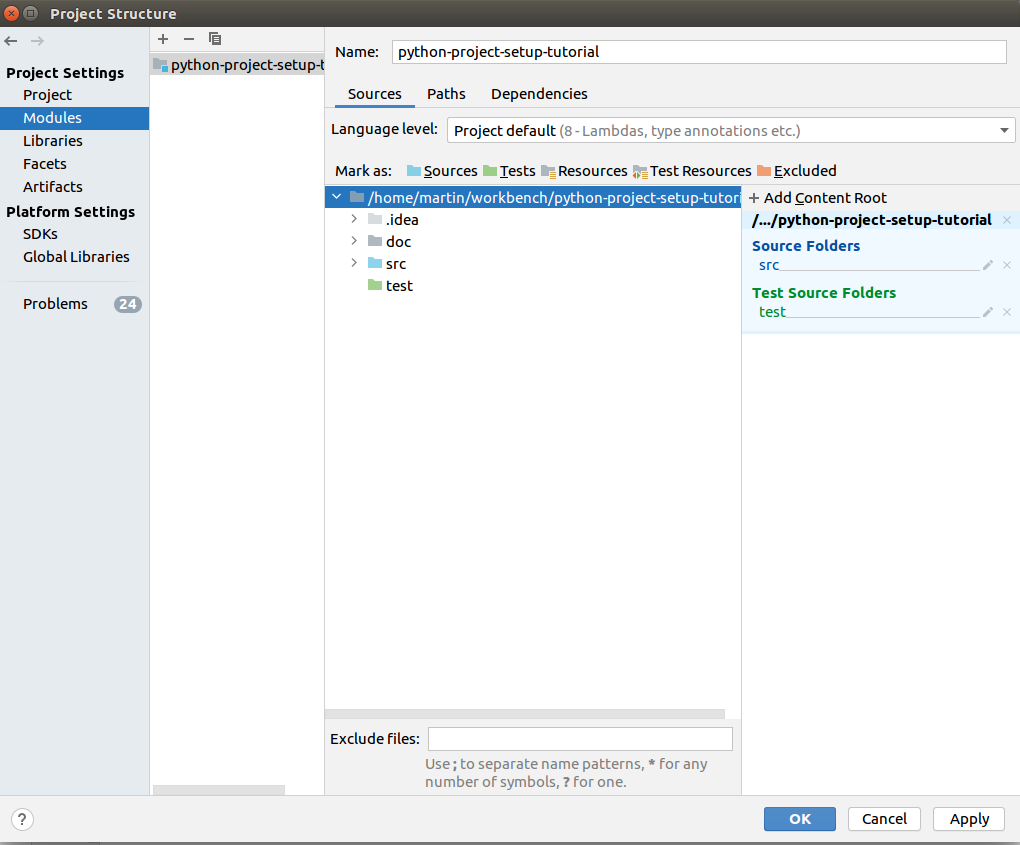 Project Structure
Project Settings
Project
Modules
Libraries
Facets
Artifacts
Platform Settings
SDKs
Global Libraries
Problems 24
python-project-setup-t
Name: python-project-setup-tutorial
Sources Paths Dependencies
Language level: Project default (8 - Lambdas, type annotations etc.)
Mark as: Sources Tests Resources Test Resources Excluded
/home/martin/workbench/python-project-setup-tutori
.idea
doc
src
test
+ Add Content Root
/.../python-project-setup-tutorial
Source Folders
src
Test Source Folders
test
Exclude files:
Use ; to separate name patterns, * for any
number of symbols, ? for one.
? OK Cancel Apply